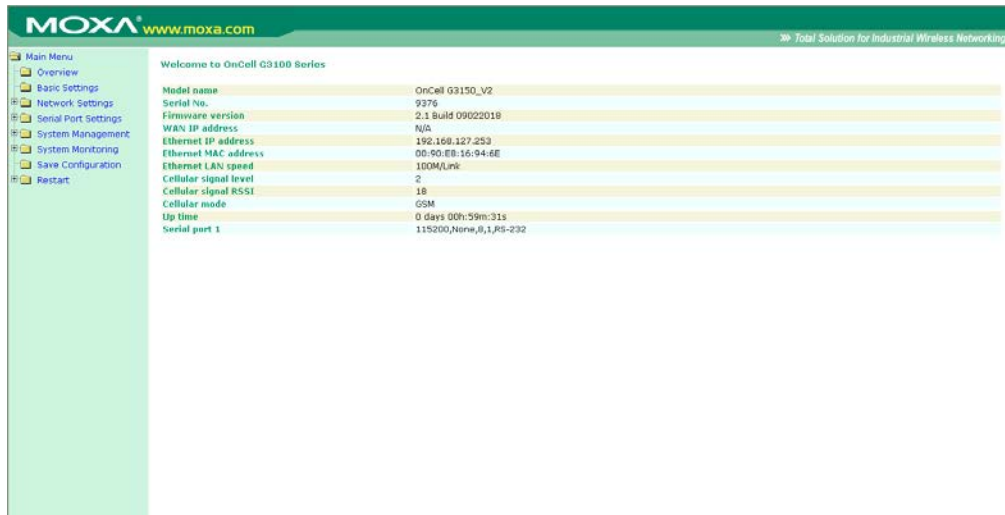 MOXA® www.moxa.com
Total Solution for Industrial Wireless Networking
Main Menu
Overview
Basic Settings
Network Settings
Serial Port Settings
System Management
System Monitoring
Save Configuration
Restart
Welcome to OnCell G3100 Series
Model name OnCell G3150_V2
Serial No. 9376
Firmware version 2.1 Build 09022018
WAN IP address N/A
Ethernet IP address 192.168.127.253
Ethernet MAC address 00:90:E8:16:94:6E
Ethernet LAN speed 100M/Link
Cellular signal level 2
Cellular signal RSSI 18
Cellular mode GSM
Up time 0 days 00h:59m:31s
Serial port 1 115200,None,8,1,RS-232